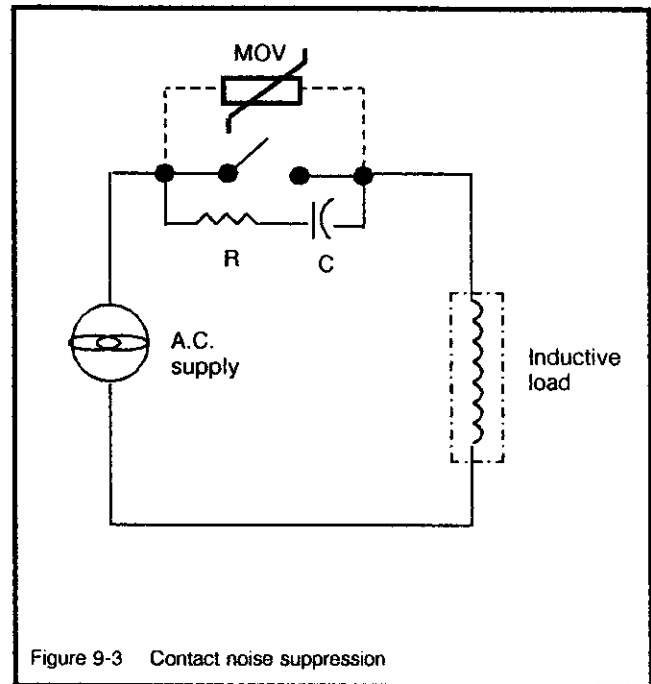 MOV
R
C
A.C.
supply
Inductive
load
Figure 9-3 Contact noise suppression